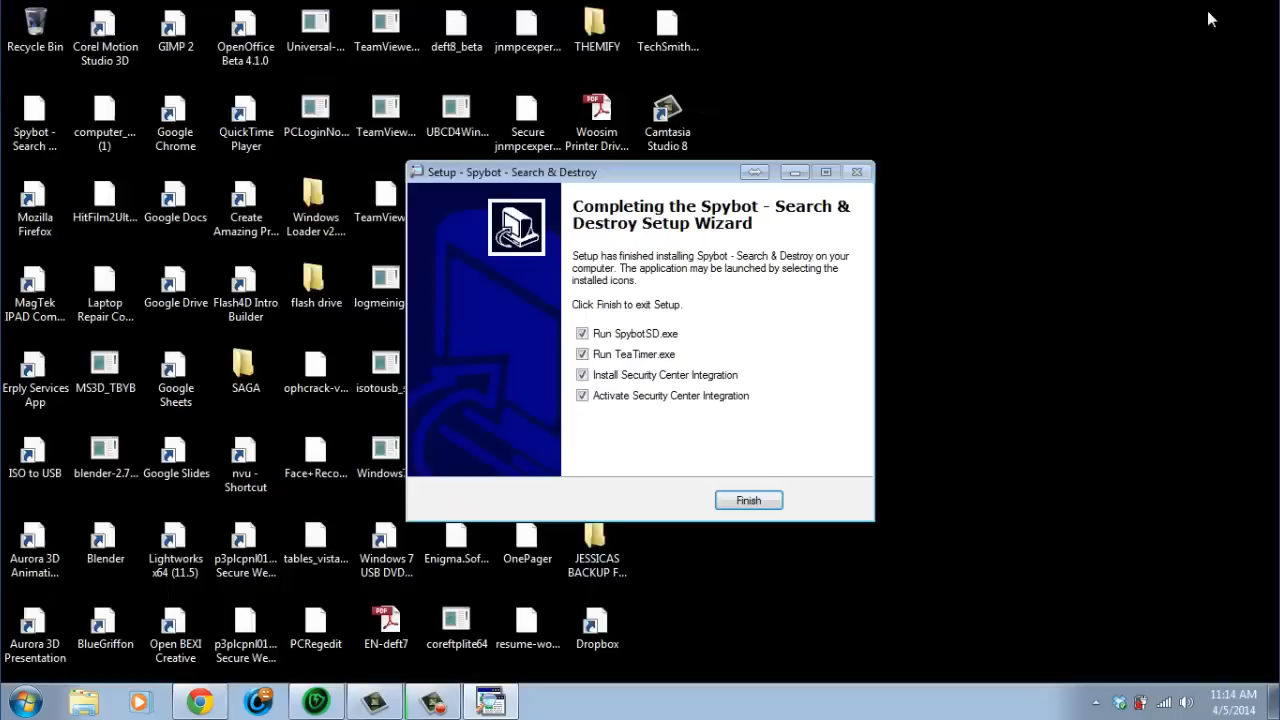 Recycle Bin
Corel Motion
Studio 3D
GIMP 2
OpenOffice
Beta 4.1.0
Universal-...
TeamViewe...
deft8_beta
jnmpcexper...
THEMIFY
TechSmith...
Spybot -
Search ...
computer_...
(1)
Google
Chrome
QuickTime
Player
PCLoginNo...
TeamView...
UBCD4Win...
Secure
jnmpcexper...
Woosim
Printer Driv...
Camtasia
Studio 8
Mozilla
Firefox
HitFilm2Ult...
Google Docs
Create
Amazing Pr...
Windows
Loader v2....
TeamView
MagTek
IPAD Com...
Laptop
Repair Co...
Google Drive
Flash4D Intro
Builder
flash drive
logmeinig
Erply Services
App
MS3D_TBYB
Google
Sheets
SAGA
ophcrack-v...
isotousb_s
ISO to USB
blender-2.7...
Google Slides
nvu -
Shortcut
Face+Reco...
Windows7
Setup - Spybot - Search & Destroy
Completing the Spybot - Search &
Destroy Setup Wizard
Setup has finished installing Spybot - Search & Destroy on your
computer. The application may be launched by selecting the
installed icons.
Click Finish to exit Setup.
Run SpybotSD.exe
Run TeaTimer.exe
Install Security Center Integration
Activate Security Center Integration
Finish
Aurora 3D
Animati...
Blender
Lightworks
x64 (11.5)
p3plcpnl01...
Secure We...
tables_vista...
Windows 7
USB DVD...
Enigma.Sof...
OnePager
JESSICAS
BACKUP F...
Aurora 3D
Presentation
BlueGriffon
Open BEXI
Creative
p3plcpnl01...
Secure We...
PCRegedit
EN-deft7
coreftplite64
resume-wo...
Dropbox
11:14 AM
4/5/2014